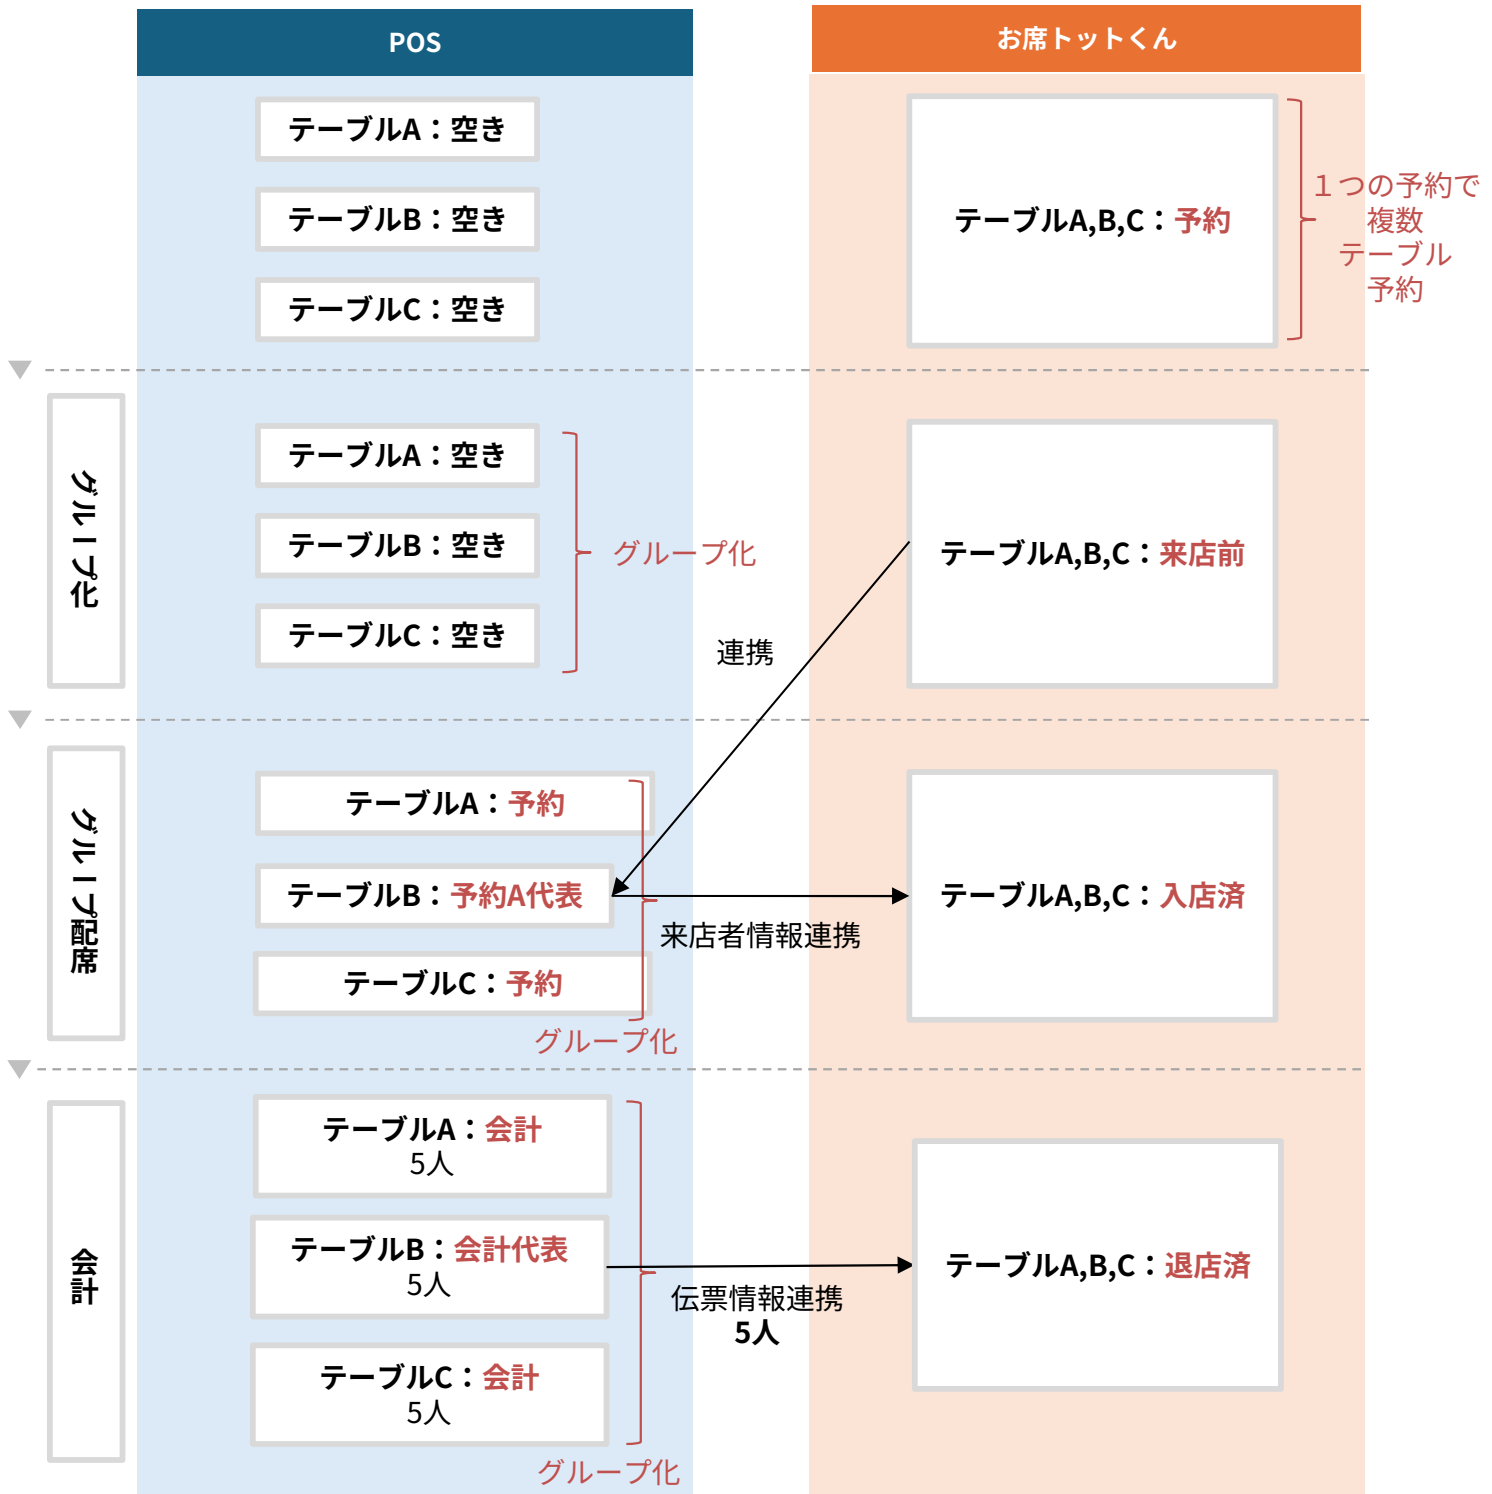 POS
お席トットくん
テーブルA：空き
テーブルB：空き
テーブルC：空き
テーブルA,B,C：予約
１つの予約で
複数
テーブル
予約
グループ化
テーブルA：空き
テーブルB：空き
テーブルC：空き
グループ化
テーブルA,B,C：来店前
連携
グループ配席
テーブルA：予約
テーブルB：予約A代表
テーブルC：予約
グループ化
来店者情報連携
テーブルA,B,C：入店済
会計
テーブルA：会計
5人
テーブルB：会計代表
5人
テーブルC：会計
5人
グループ化
伝票情報連携
5人
テーブルA,B,C：退店済